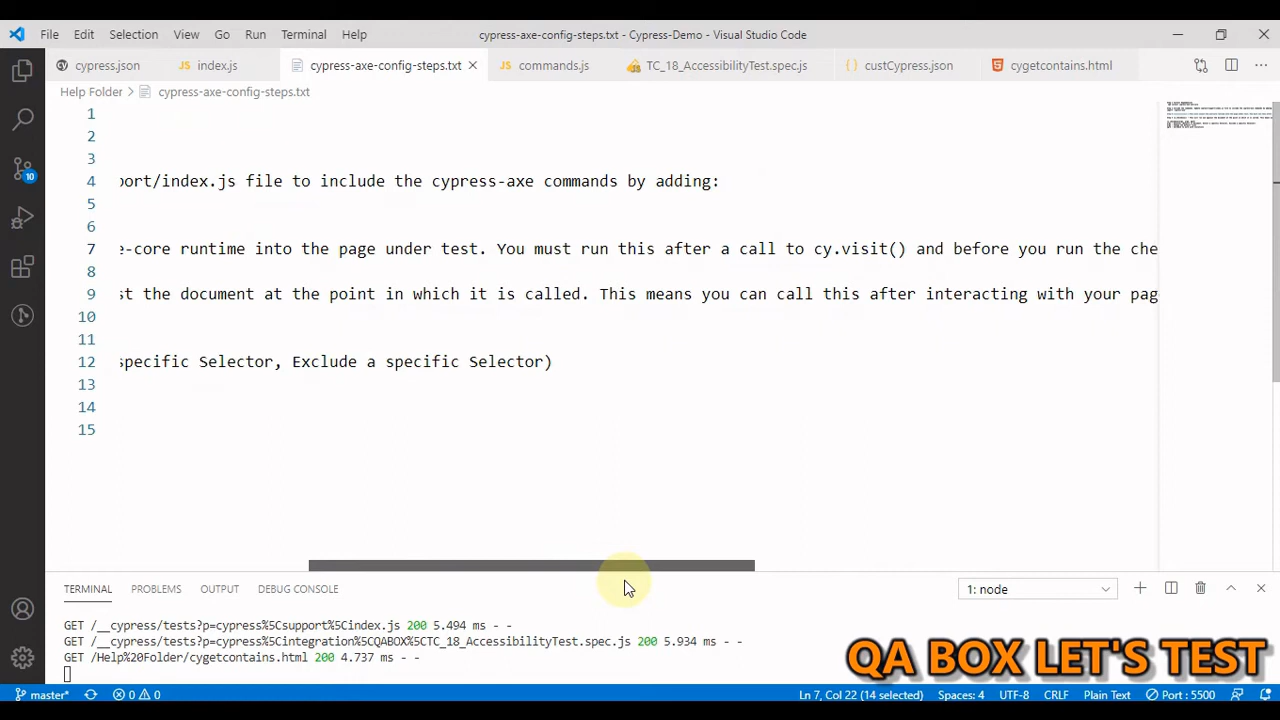 File Edit Selection View Go Run Terminal Help cypress-axe-config-steps.txt - Cypress-Demo - Visual Studio Code
cypress.json JS index.js cypress-axe-config-steps.txt JS commands.js TC_18_AccessibilityTest.spec.js {} custCypress.json cygetcontains.html
Help Folder > cypress-axe-config-steps.txt
1
2
3
4 ort/index.js file to include the cypress-axe commands by adding:
5
6
7 e-core runtime into the page under test. You must run this after a call to cy.visit() and before you run the che
8
9 st the document at the point in which it is called. This means you can call this after interacting with your pag
10
11
12 specific Selector, Exclude a specific Selector)
13
14
15
10
TERMINAL PROBLEMS OUTPUT DEBUG CONSOLE 1: node
GET /__cypress/tests?p=cypress%5Csupport%5Cindex.js 200 5.494 ms - -
GET /__cypress/tests?p=cypress%5Cintegration%5CQABOX%5CTC_18_AccessibilityTest.spec.js 200 5.934 ms - -
GET /Help%20Folder/cygetcontains.html 200 4.737 ms - -
QA BOX LET'S TEST
master* 0 0 Ln 7, Col 22 (14 selected) Spaces: 4 UTF-8 CRLF Plain Text Port : 5500